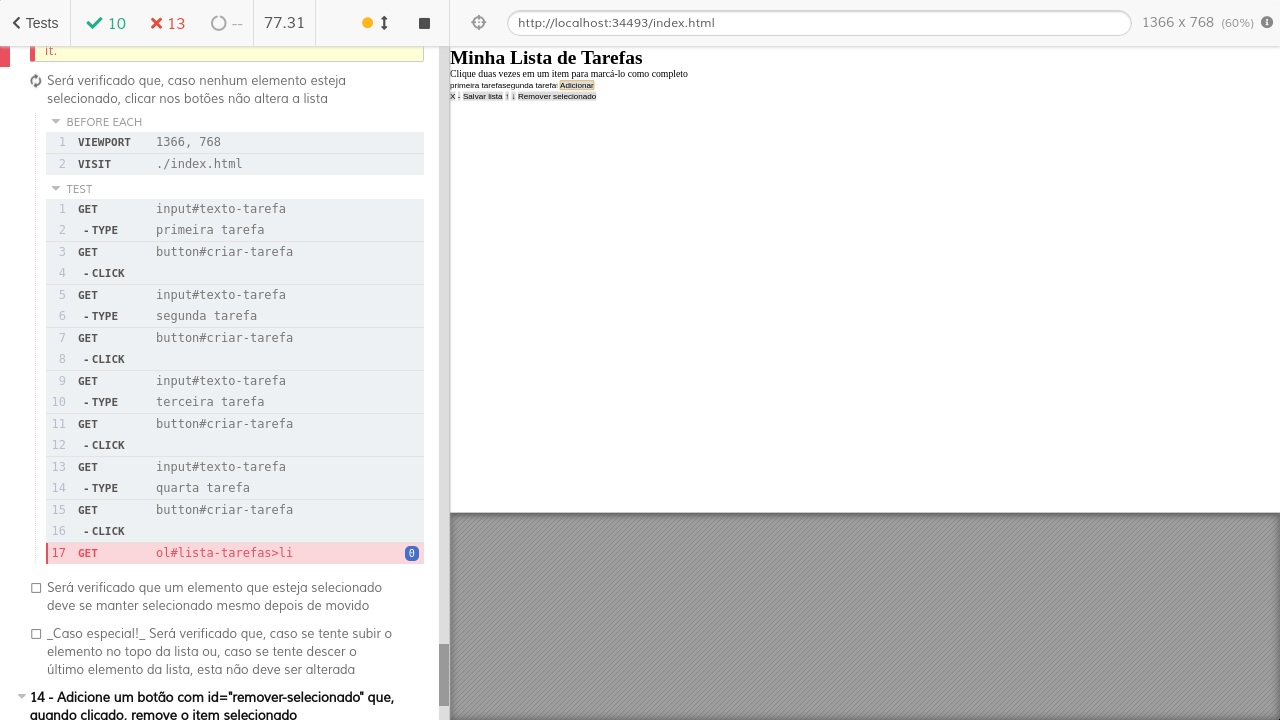 Tests 10 13 -- 77.31
http://localhost:34493/index.html 1366 x 768 (60%)
it.
Será verificado que, caso nenhum elemento esteja
selecionado, clicar nos botões não altera a lista
BEFORE EACH
1 VIEWPORT 1366, 768
2 VISIT ./index.html
TEST
1 GET input#texto-tarefa
2 -TYPE primeira tarefa
3 GET button#criar-tarefa
4 -CLICK
5 GET input#texto-tarefa
6 -TYPE segunda tarefa
7 GET button#criar-tarefa
8 -CLICK
9 GET input#texto-tarefa
10 -TYPE terceira tarefa
11 GET button#criar-tarefa
12 -CLICK
13 GET input#texto-tarefa
14 -TYPE quarta tarefa
15 GET button#criar-tarefa
16 -CLICK
17 GET ol#lista-tarefas>li 0
Será verificado que um elemento que esteja selecionado
deve se manter selecionado mesmo depois de movido
_Caso especial!_ Será verificado que, caso se tente subir o
elemento no topo da lista ou, caso se tente descer o
último elemento da lista, esta não deve ser alterada
14 - Adicione um botão com id="remover-selecionado" que,
quando clicado, remove o item selecionado
Minha Lista de Tarefas
Clique duas vezes em um item para marcá-lo como completo
primeira tarefasegunda tarefa Adicionar
X - Salvar lista ↑ ↓ Remover selecionado